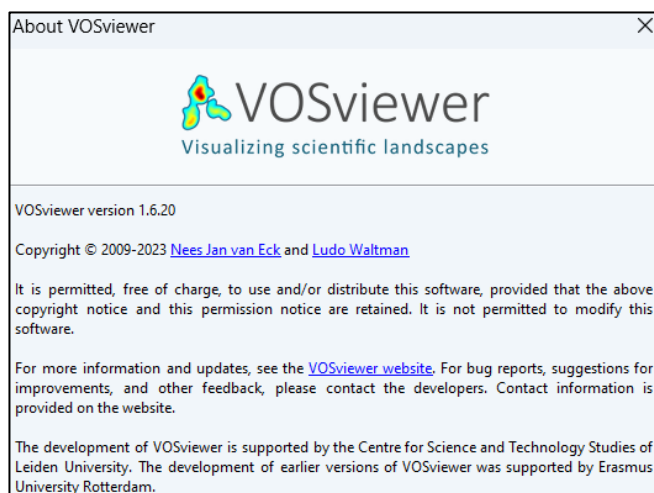 About VOSviewer
VOSviewer
Visualizing scientific landscapes
VOSviewer version 1.6.20
Copyright © 2009-2023 Nees Jan van Eck and Ludo Waltman
It is permitted, free of charge, to use and/or distribute this software, provided that the above
copyright notice and this permission notice are retained. It is not permitted to modify this
software.
For more information and updates, see the VOSviewer website. For bug reports, suggestions for
improvements, and other feedback, please contact the developers. Contact information is
provided on the website.
The development of VOSviewer is supported by the Centre for Science and Technology Studies of
Leiden University. The development of earlier versions of VOSviewer was supported by Erasmus
University Rotterdam.